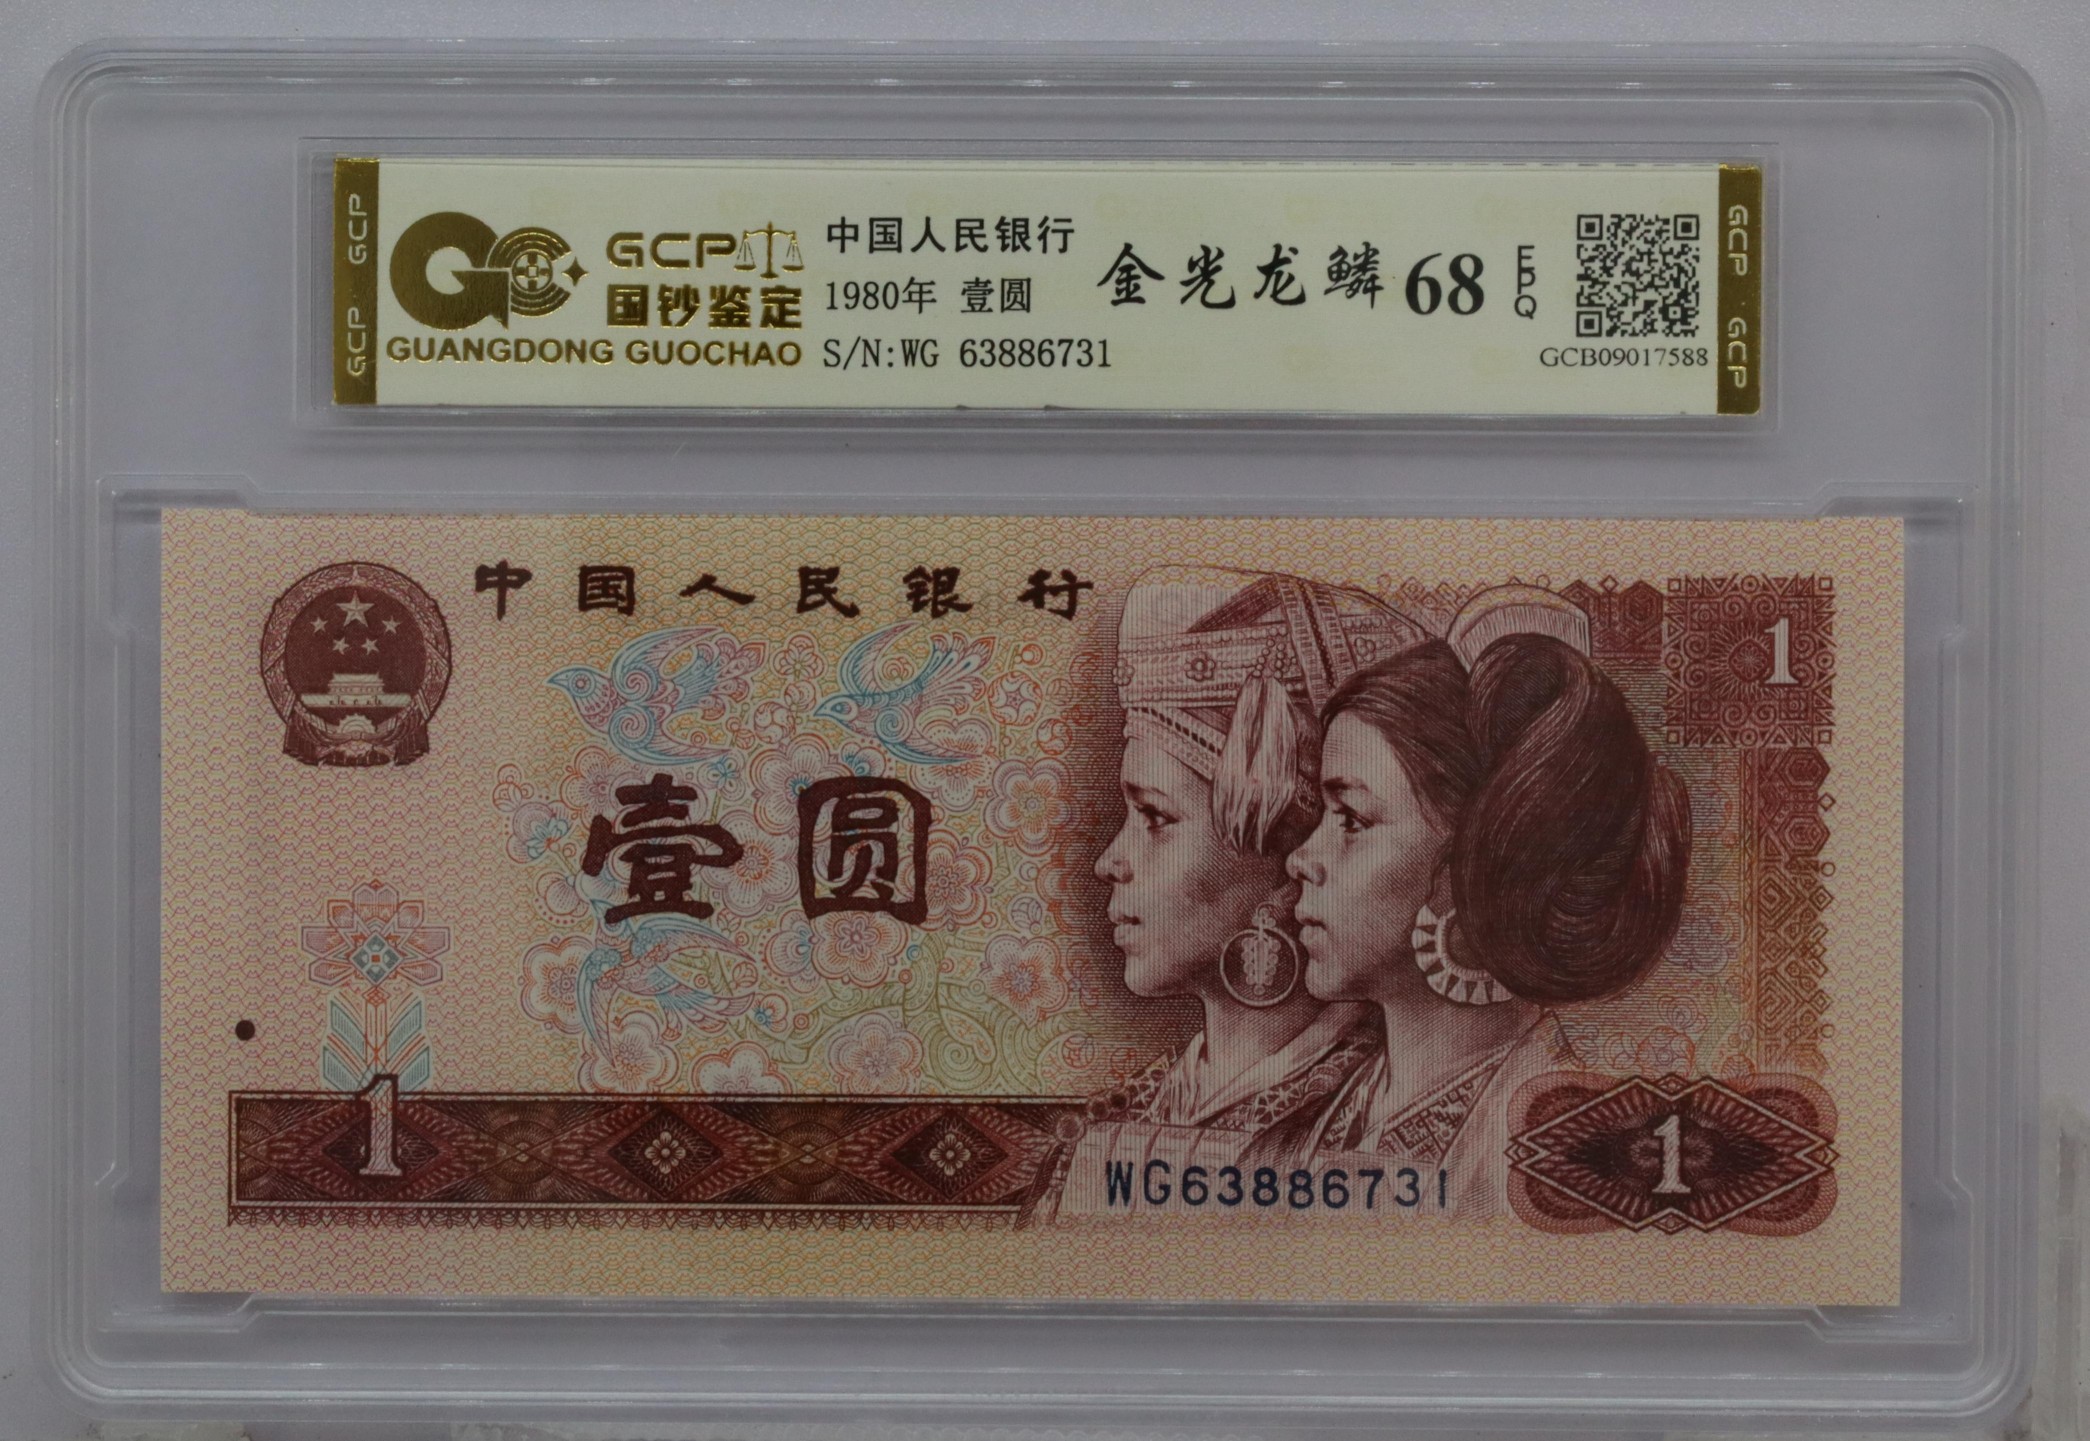 GCP · GCP
GCP 国钞鉴定
GUANGDONG GUOCHAO
中国人民银行
1980年 壹圆
S/N:WG 63886731
金光龙鳞 68 EPQ
GCB09017588
GCP · GCP
中国人民银行
1
壹圆
1
WG63886731
1